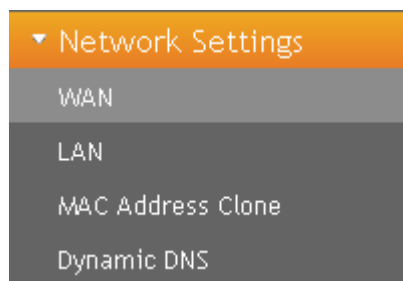 Network Settings
WAN
LAN
MAC Address Clone
Dynamic DNS